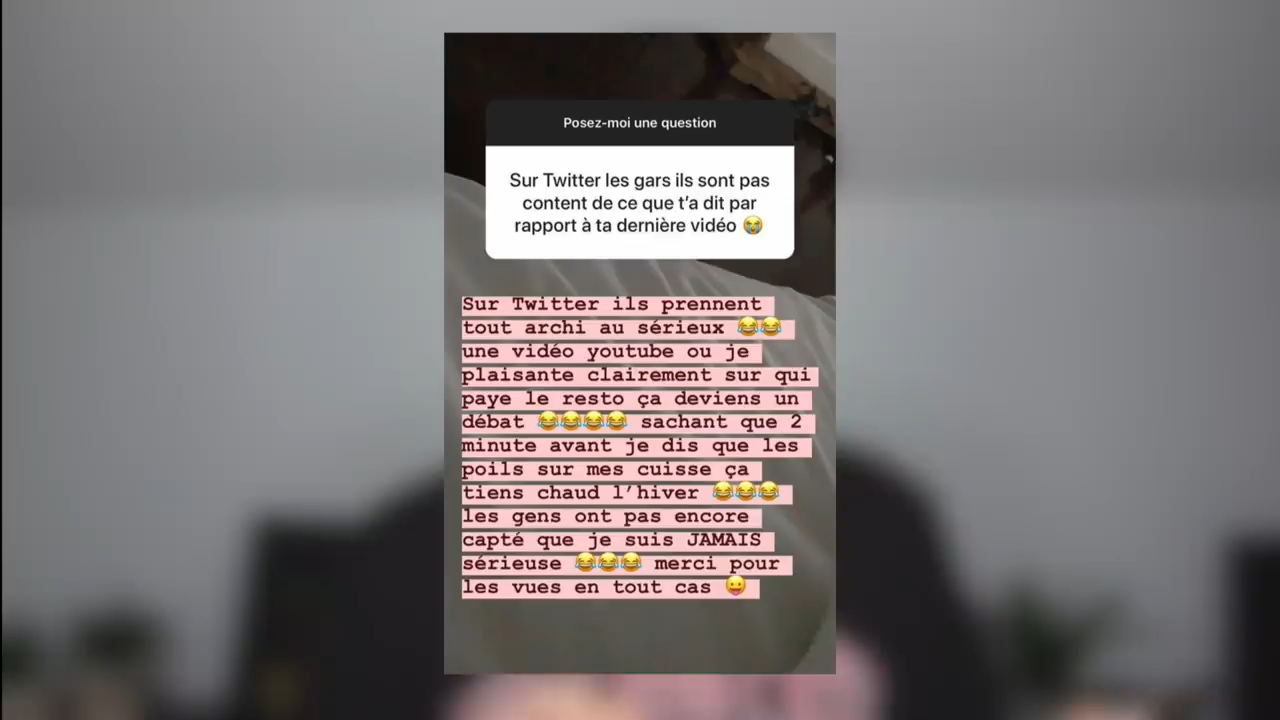 Posez-moi une question
Sur Twitter les gars ils sont pas
content de ce que t'a dit par
rapport à ta dernière vidéo 😭
Sur Twitter ils prennent
tout archi au sérieux 😂😂
une vidéo youtube ou je
plaisante clairement sur qui
paye le resto ça deviens un
débat 😂😂😂😂 sachant que 2
minute avant je dis que les
poils sur mes cuisse ça
tiens chaud l'hiver 😂😂😂
les gens ont pas encore
capté que je suis JAMAIS
sérieuse 😂😂😂 merci pour
les vues en tout cas 😛